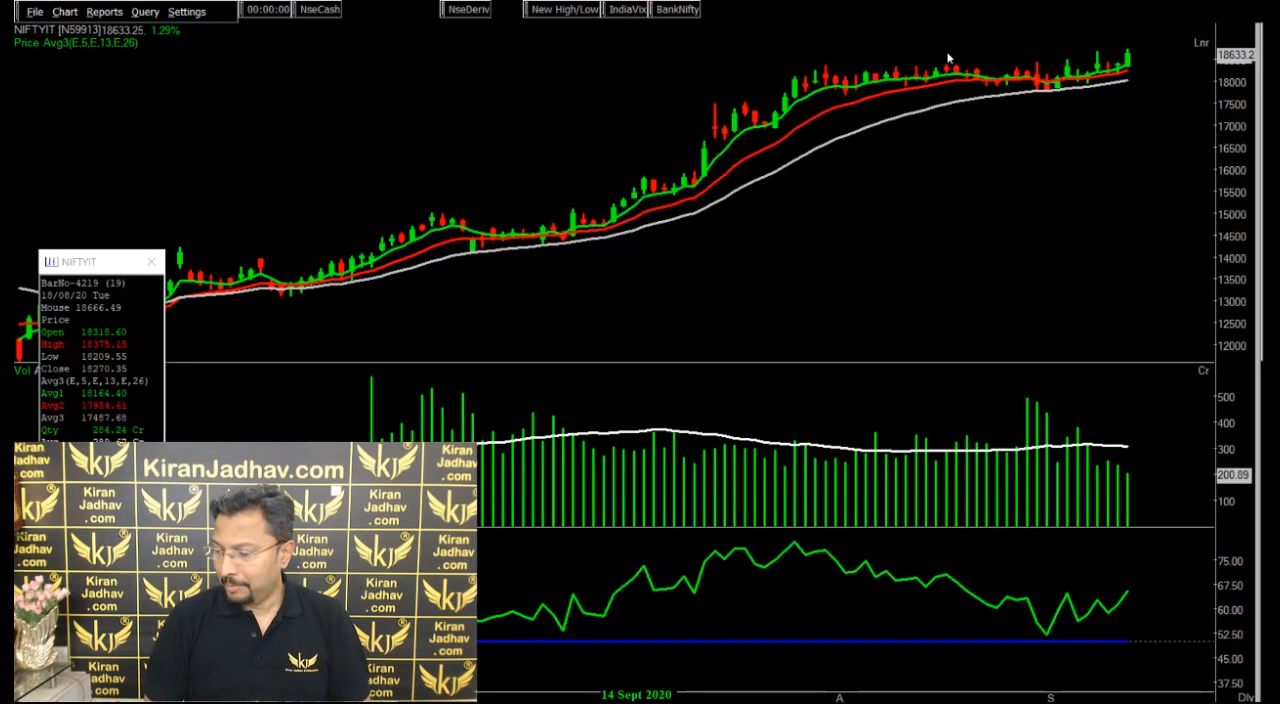 File Chart Reports Query Settings 00:00:00 NseCash NseDeriv New High/Low IndiaVix BankNifty
NIFTYIT [N59913]18633.25, 1.29%
Price Avg3(E,5,E,13,E,26)
Lnr
18633.2
18000
17500
17000
16500
16000
15500
15000
14500
14000
13500
13000
12500
12000
NIFTYIT
BarNo-4219 (19)
18/08/20 Tue
Mouse 18666.49
Price
Open 18318.60
High 18375.15
Low 18209.55
Close 18270.35
Avg3(E,5,E,13,E,26)
Avg1 18164.40
Avg2 17984.61
Avg3 17487.68
Qty 284.24 Cr
Vol
Cr
500
400
300
200.89
100
75.00
67.50
60.00
52.50
45.00
37.50
14 Sept 2020
A
S
Dly
KiranJadhav.com
Kiran
Jadhav
.com
KJ